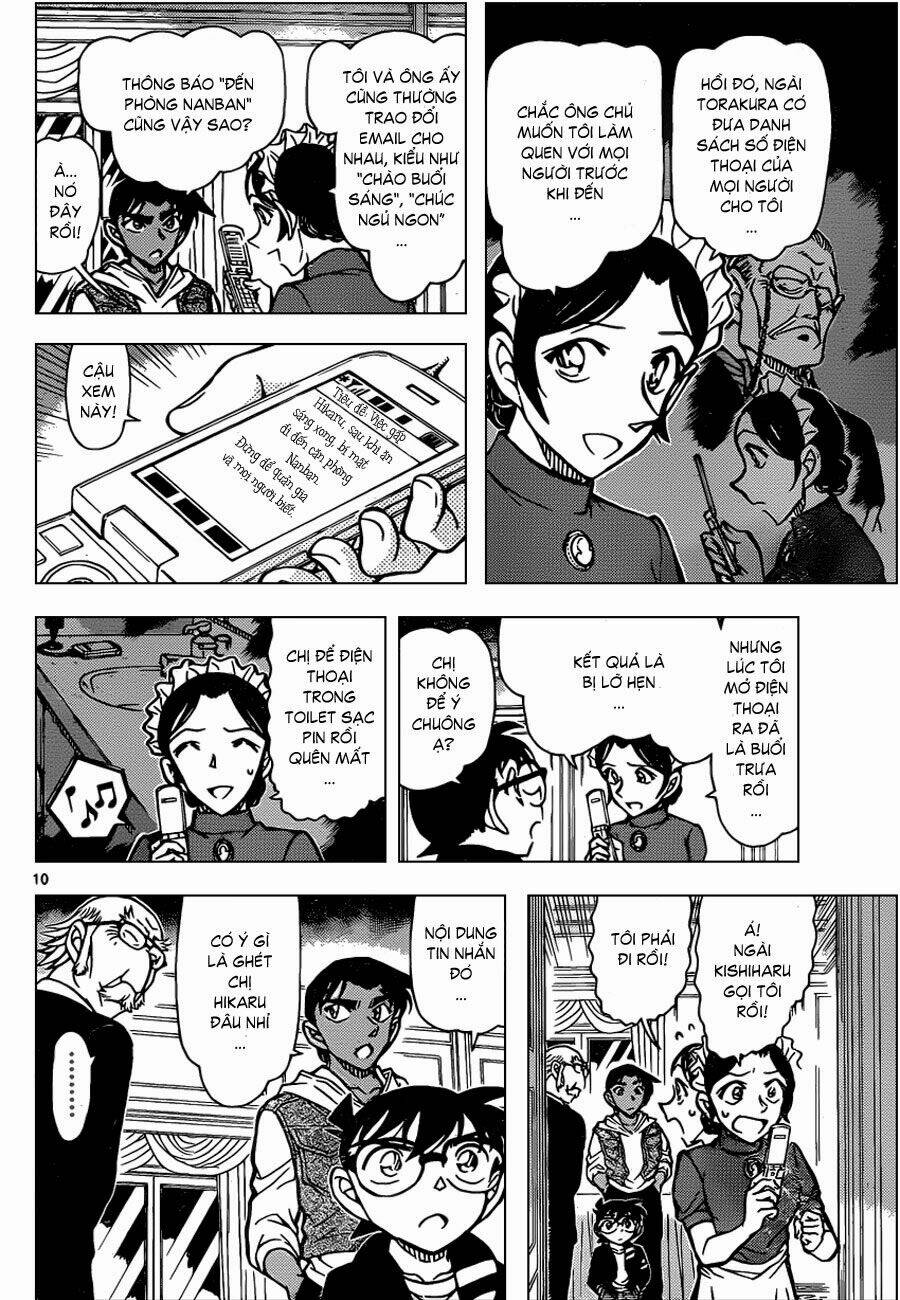 HỒI ĐÓ, NGÀI
TORAKURA CÓ
ĐƯA DANH
SÁCH SỐ ĐIỆN
THOẠI CỦA
MỌI NGƯỜI
CHO TÔI
CHẮC ÔNG CHỦ
MUỐN TÔI LÀM
QUEN VỚI MỌI
NGƯỜI TRƯỚC
KHI ĐẾN
...
TÔI VÀ ÔNG ẤY
CŨNG THƯỜNG
TRAO ĐỔI
EMAIL CHO
NHAU, KIỂU NHƯ
"CHÀO BUỔI
SÁNG", "CHÚC
NGỦ NGON"
...
THÔNG BÁO "ĐẾN
PHÒNG NANBAN"
CŨNG VẬY SAO?
À...
NÓ
ĐÂY
RỒI!
CẬU
XEM
NÀY!
Tiêu đề: Việc gấp
Hikaru, sau khi ăn
sáng xong, bí mật
đi đến căn phòng
Nanban.
Đừng để quản gia
và mọi người biết.
NHƯNG
LÚC TÔI
MỞ ĐIỆN
THOẠI
RA ĐÃ
LÀ BUỔI
TRƯA
RỒI
...
KẾT QUẢ LÀ
BỊ LỠ HẸN
...
CHỊ
KHÔNG
ĐỂ Ý
CHUÔNG
Ạ?
CHỊ ĐỂ ĐIỆN
THOẠI
TRONG
TOILET SẠC
PIN RỒI
QUÊN MẤT
...
10
Á!
NGÀI
KISHIHARU
GỌI TÔI
RỒI!
TÔI PHẢI
ĐI RỒI!
NỘI DUNG
TIN NHẮN
ĐÓ
...
CÓ Ý GÌ
LÀ GHÉT
CHỊ
HIKARU
ĐÂU NHỈ
...
.........